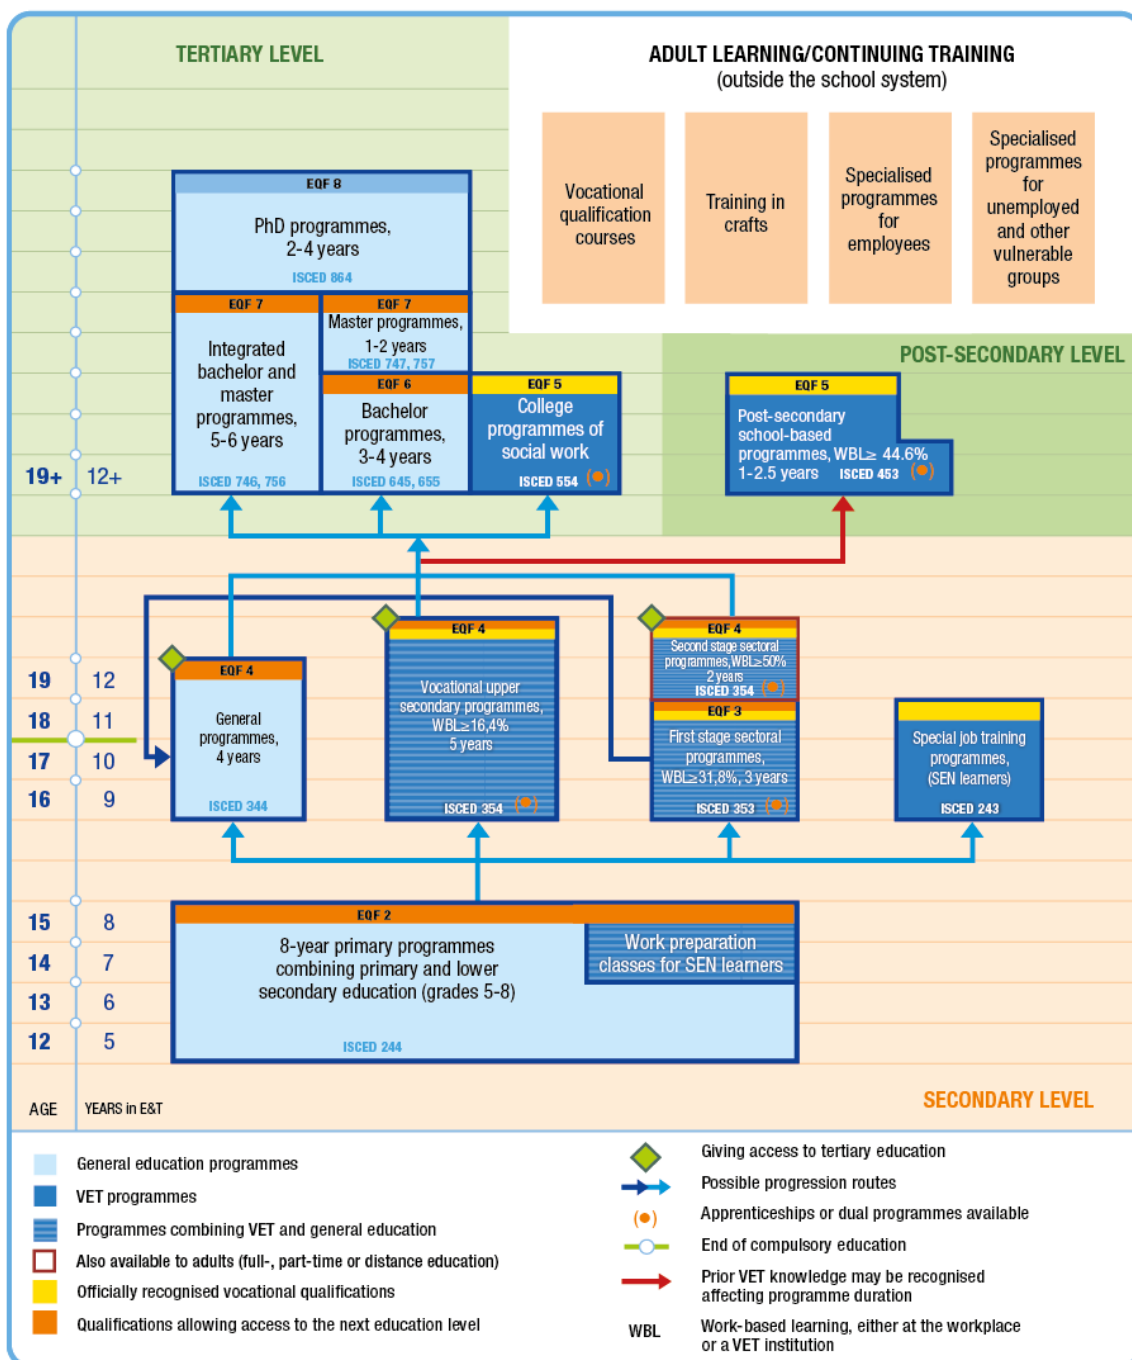 TERTIARY LEVEL
ADULT LEARNING/CONTINUING TRAINING
(outside the school system)
Vocational
qualification
courses
Training in
crafts
Specialised
programmes
for
employees
Specialised
programmes
for
unemployed
and other
vulnerable
groups
EQF 8
PhD programmes,
2-4 years
ISCED 864
EQF 7
Integrated
bachelor and
master
programmes,
5-6 years
ISCED 746, 756
EQF 7
Master programmes,
1-2 years
ISCED 747, 757
EQF 6
Bachelor
programmes,
3-4 years
ISCED 645, 655
EQF 5
College
programmes of
social work
ISCED 554
POST-SECONDARY LEVEL
EQF 5
Post-secondary
school-based
programmes, WBL≥ 44.6%
1-2.5 years ISCED 453
19+ 12+
EQF 4
General
programmes,
4 years
ISCED 344
EQF 4
Vocational upper
secondary programmes,
WBL≥16,4%
5 years
ISCED 354
EQF 4
Second stage sectoral
programmes,WBL≥50%
2 years
ISCED 354
EQF 3
First stage sectoral
programmes,
WBL≥31,8%, 3 years
ISCED 353
Special job training
programmes,
(SEN learners)
ISCED 243
19 12
18 11
17 10
16 9
EQF 2
8-year primary programmes
combining primary and lower
secondary education (grades 5-8)
ISCED 244
Work preparation
classes for SEN learners
15 8
14 7
13 6
12 5
AGE YEARS in E&T
SECONDARY LEVEL
General education programmes
VET programmes
Programmes combining VET and general education
Also available to adults (full-, part-time or distance education)
Officially recognised vocational qualifications
Qualifications allowing access to the next education level
Giving access to tertiary education
Possible progression routes
Apprenticeships or dual programmes available
End of compulsory education
Prior VET knowledge may be recognised
affecting programme duration
WBL Work-based learning, either at the workplace
or a VET institution